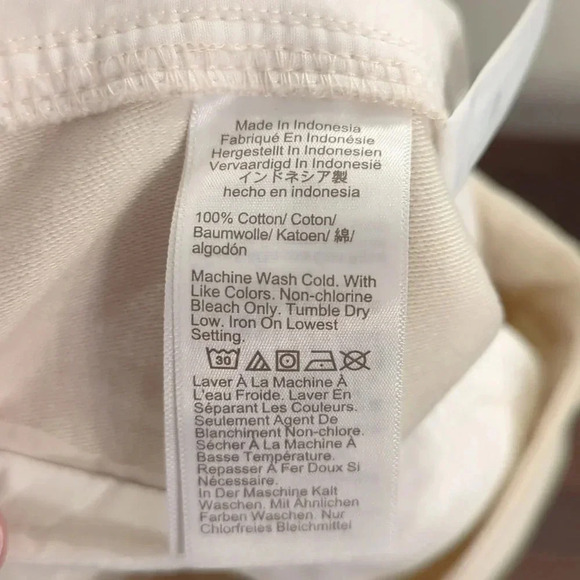 Made In Indonesia
Fabriqué En Indonésie
Hergestellt In Indonesien
Vervaardigd In Indonesië
インドネシア製
hecho en indonesia
100% Cotton/ Coton/
Baumwolle/ Katoen/ 綿/
algodón
Machine Wash Cold. With
Like Colors. Non-chlorine
Bleach Only. Tumble Dry
Low. Iron On Lowest
Setting.
30
Laver À La Machine À
L'eau Froide. Laver En
Séparant Les Couleurs.
Seulement Agent De
Blanchiment Non-chlore.
Sécher À La Machine À
Basse Température.
Repasser À Fer Doux Si
Nécessaire.
In Der Maschine Kalt
Waschen. Mit Ähnlichen
Farben Waschen. Nur
Chlorfreies Bleichmittel